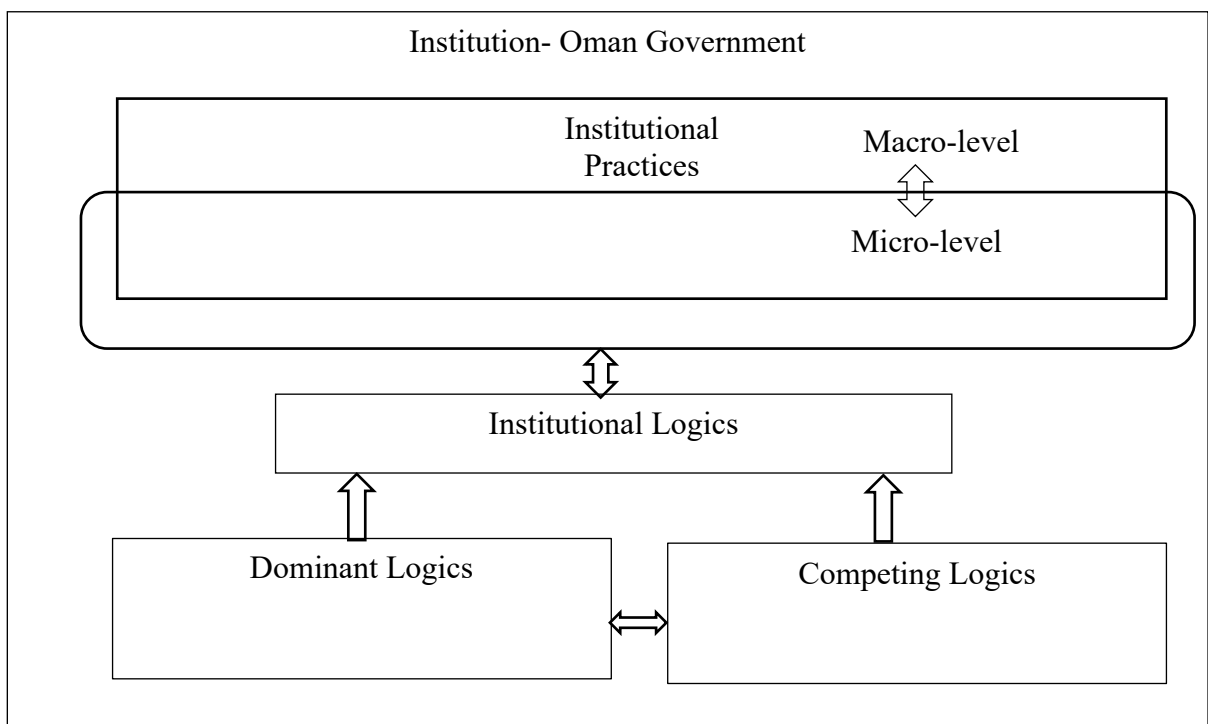 Institution- Oman Government
Institutional
Practices
Macro-level
Micro-level
Institutional Logics
Dominant Logics
Competing Logics